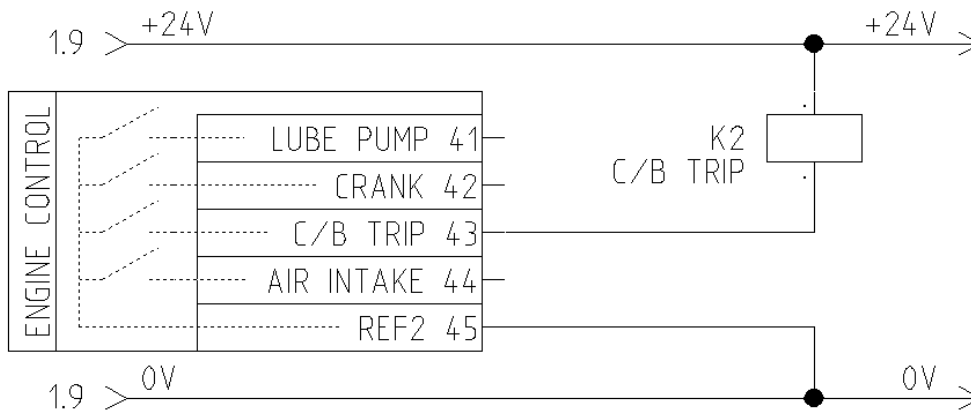 1.9 +24V +24V
ENGINE CONTROL
LUBE PUMP 41
CRANK 42
C/B TRIP 43
AIR INTAKE 44
REF2 45
K2
C/B TRIP
1.9 0V 0V